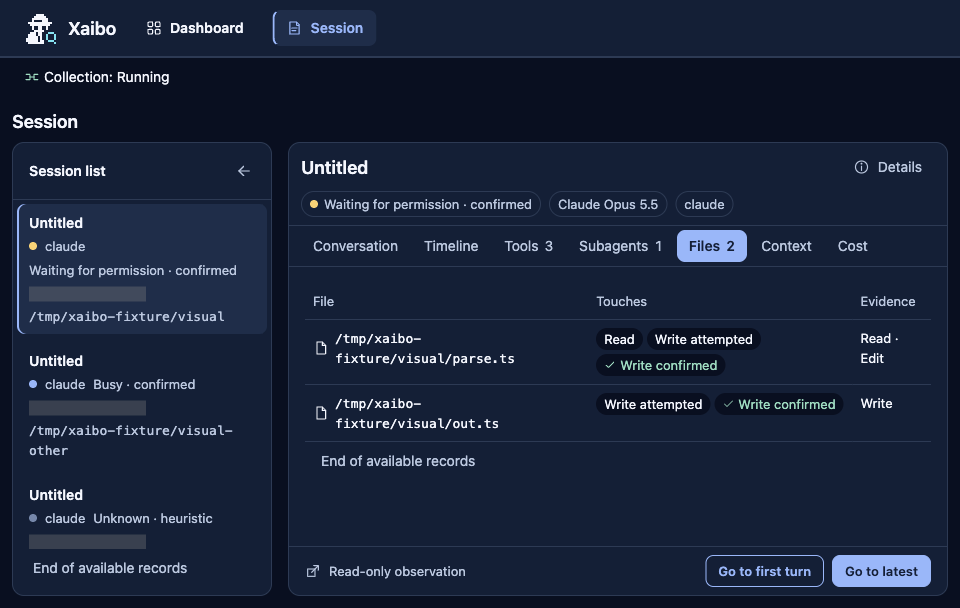 Xaibo
Dashboard
Session
Collection: Running
Session
Session list
Untitled
claude
Waiting for permission · confirmed
/tmp/xaibo-fixture/visual
Untitled
claude Busy · confirmed
/tmp/xaibo-fixture/visual-
other
Untitled
claude Unknown · heuristic
End of available records
Untitled
Details
Waiting for permission · confirmed
Claude Opus 5.5
claude
Conversation
Timeline
Tools 3
Subagents 1
Files 2
Context
Cost
File
Touches
Evidence
/tmp/xaibo-
fixture/visual/parse.ts
Read
Write attempted
Write confirmed
Read ·
Edit
/tmp/xaibo-
fixture/visual/out.ts
Write attempted
Write confirmed
Write
End of available records
Read-only observation
Go to first turn
Go to latest